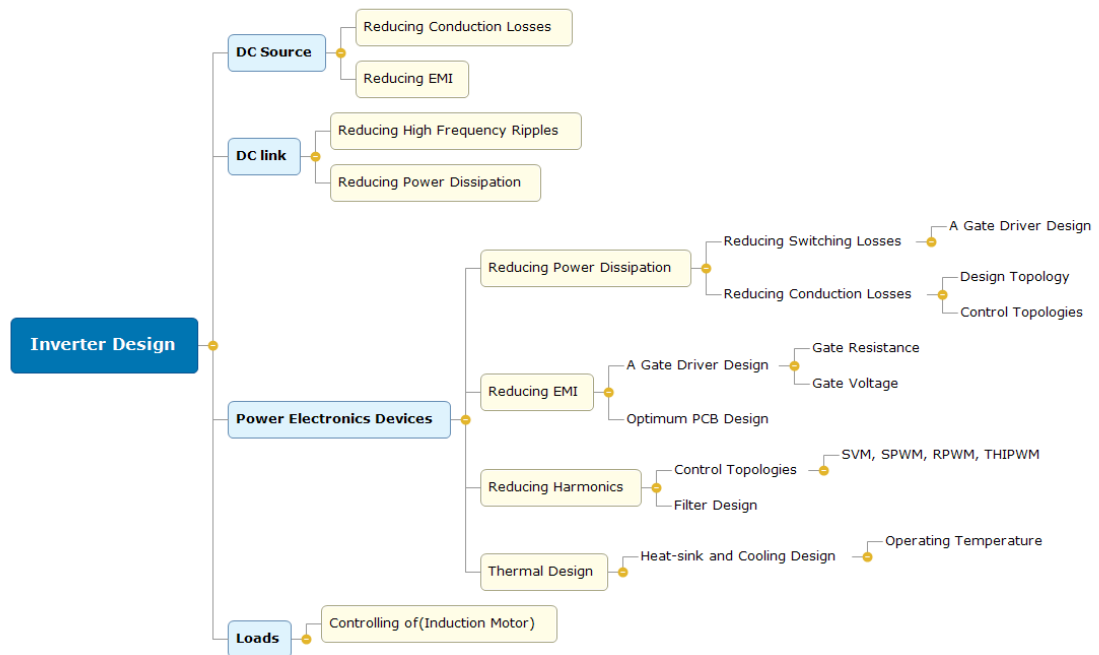 Inverter Design
DC Source
Reducing Conduction Losses
Reducing EMI
DC link
Reducing High Frequency Ripples
Reducing Power Dissipation
Power Electronics Devices
Reducing Power Dissipation
Reducing Switching Losses
A Gate Driver Design
Reducing Conduction Losses
Design Topology
Control Topologies
Reducing EMI
A Gate Driver Design
Gate Resistance
Gate Voltage
Optimum PCB Design
Reducing Harmonics
Control Topologies
SVM, SPWM, RPWM, THIPWM
Filter Design
Thermal Design
Heat-sink and Cooling Design
Operating Temperature
Loads
Controlling of(Induction Motor)